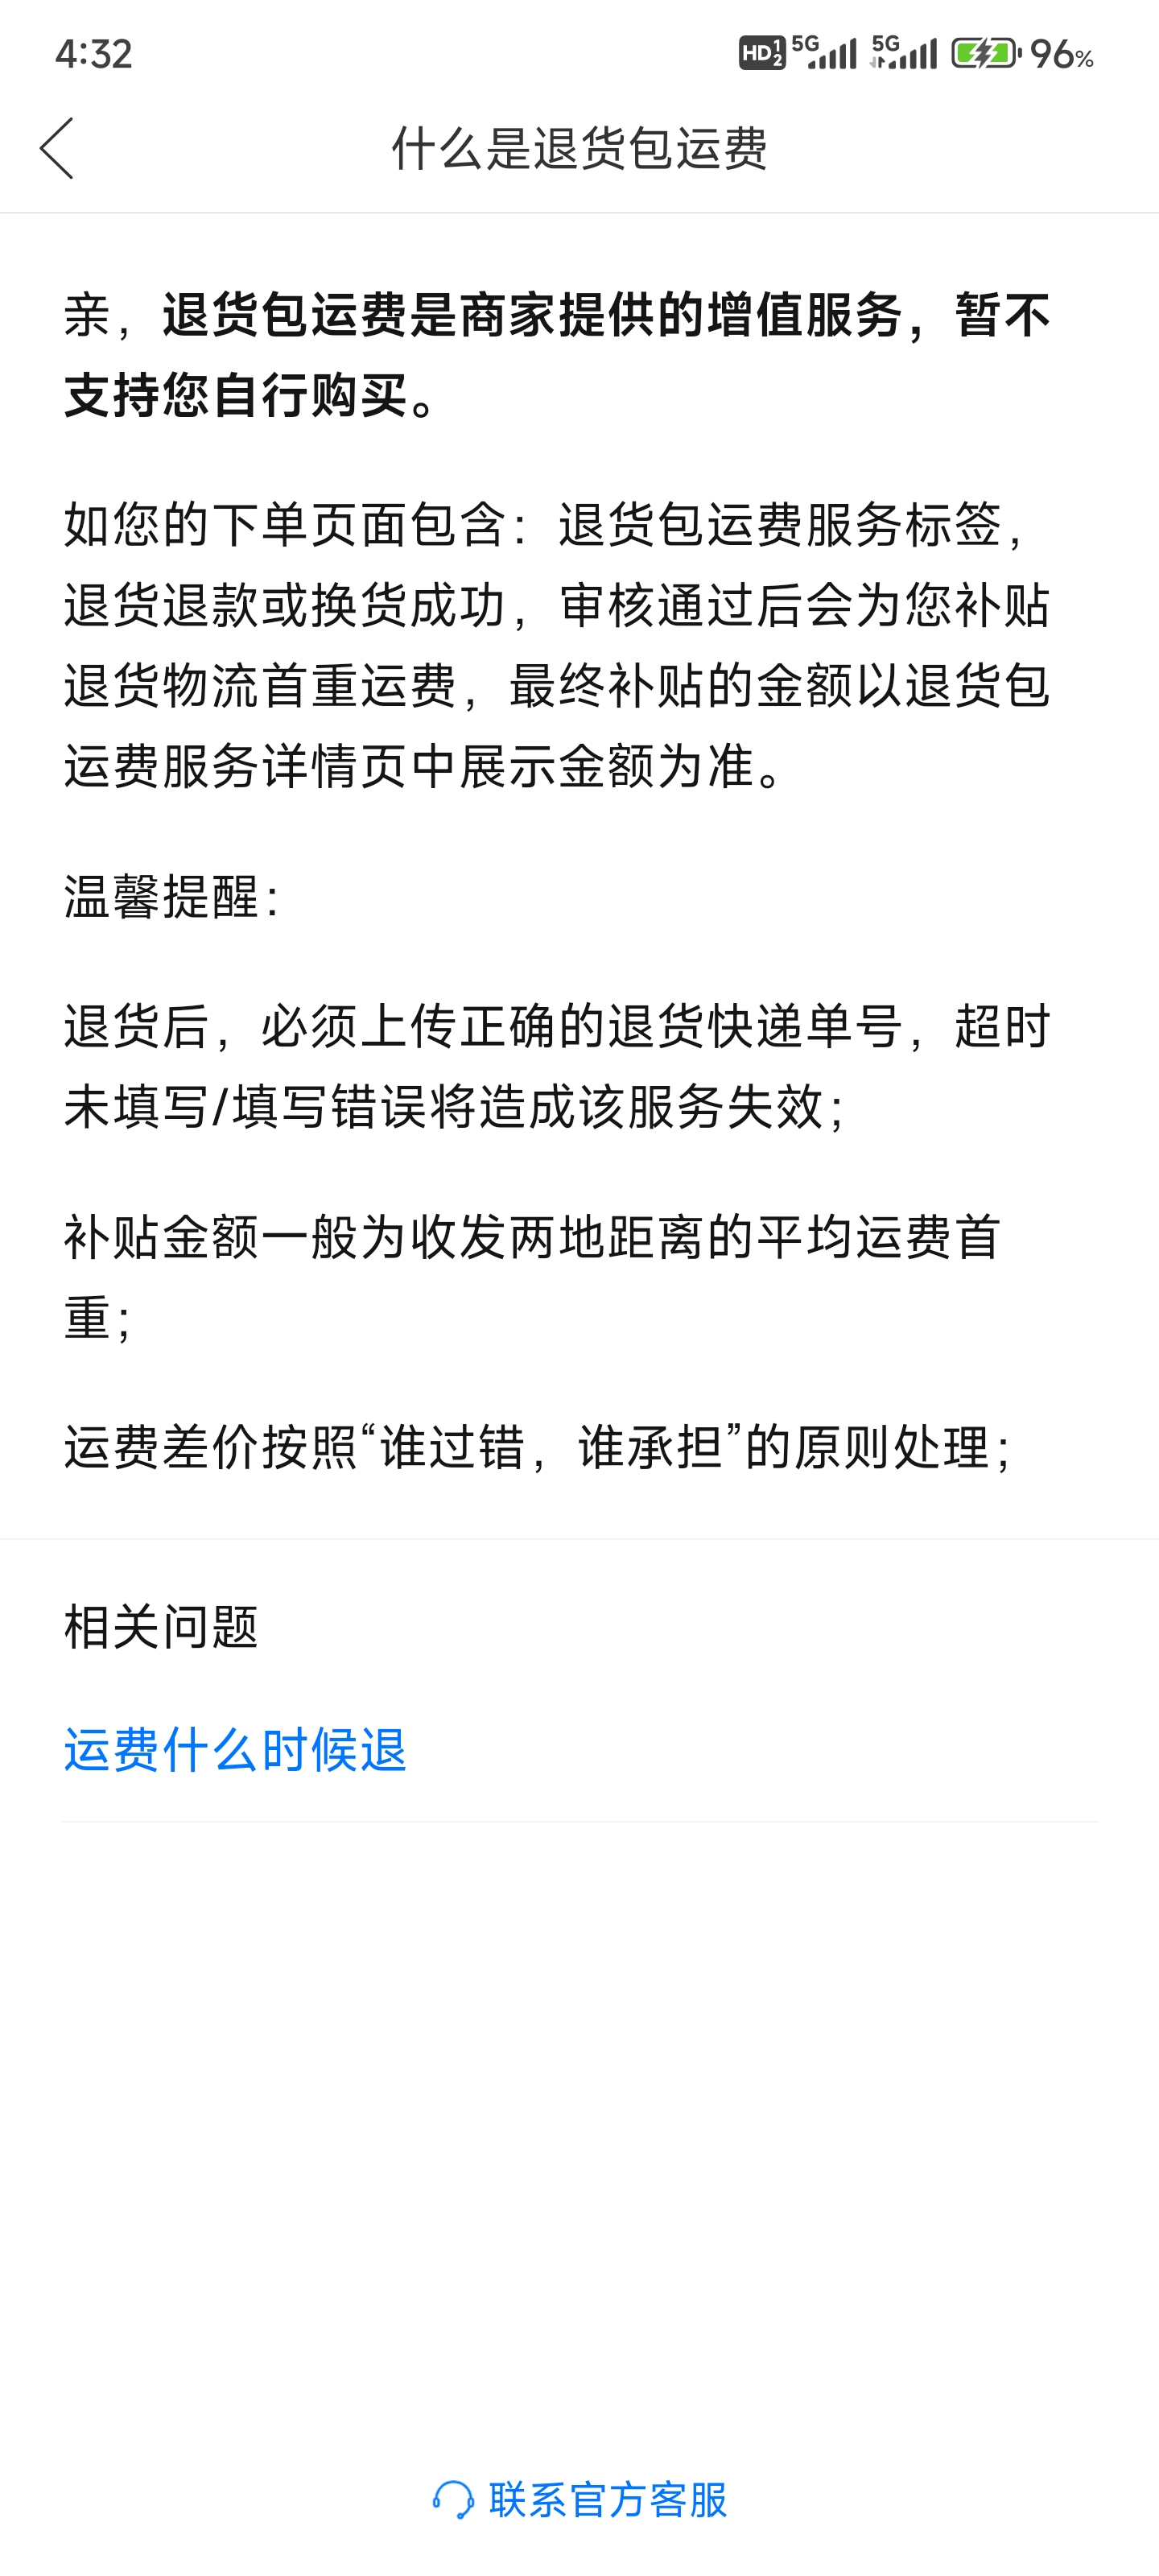 4:32
HD 1 2 5G 5G 96%
什么是退货包运费
亲，退货包运费是商家提供的增值服务，暂不
支持您自行购买。
如您的下单页面包含：退货包运费服务标签，
退货退款或换货成功，审核通过后会为您补贴
退货物流首重运费，最终补贴的金额以退货包
运费服务详情页中展示金额为准。
温馨提醒：
退货后，必须上传正确的退货快递单号，超时
未填写/填写错误将造成该服务失效；
补贴金额一般为收发两地距离的平均运费首
重；
运费差价按照“谁过错，谁承担”的原则处理；
相关问题
运费什么时候退
联系官方客服